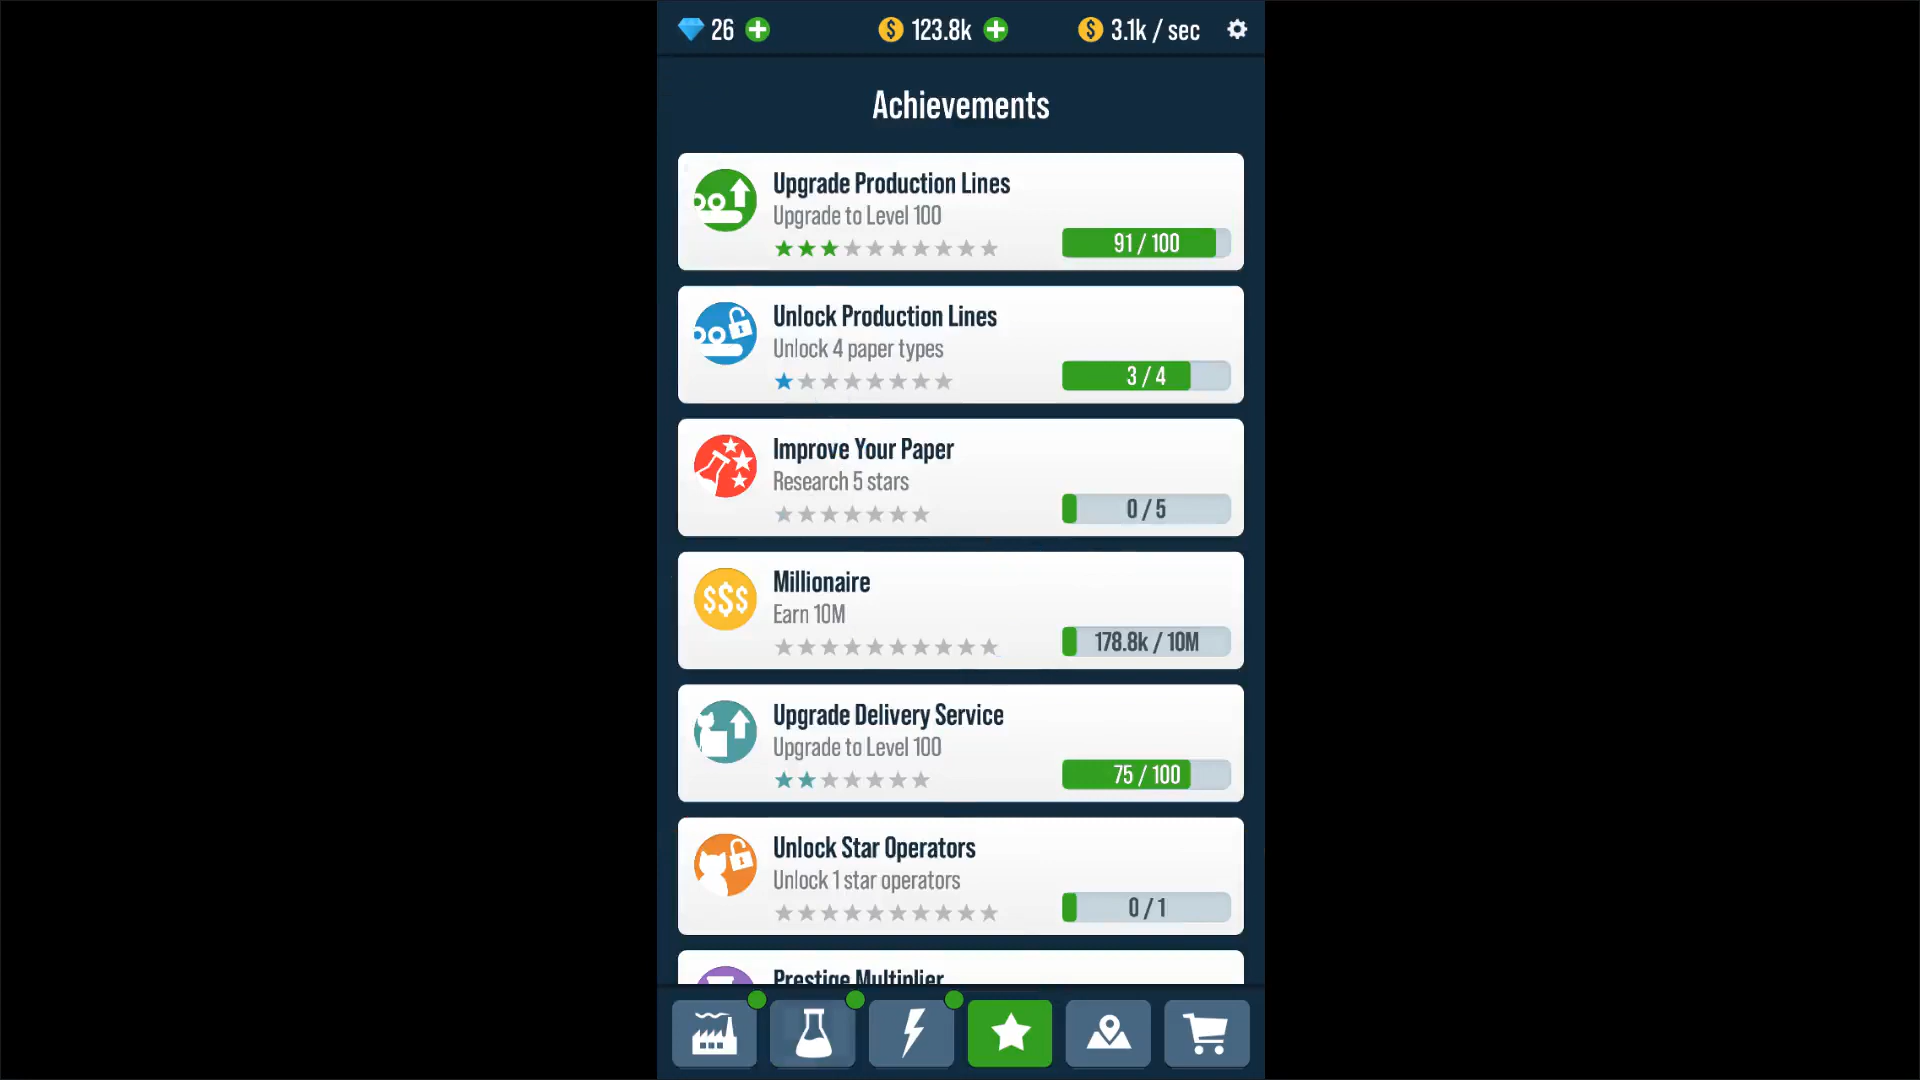 26
123.8k
3.1k / sec
Achievements
Upgrade Production Lines
Upgrade to Level 100
91 / 100
Unlock Production Lines
Unlock 4 paper types
3 / 4
Improve Your Paper
Research 5 stars
0 / 5
$$$
Millionaire
Earn 10M
178.8k / 10M
Upgrade Delivery Service
Upgrade to Level 100
75 / 100
Unlock Star Operators
Unlock 1 star operators
0 / 1
Prestige Multiplier